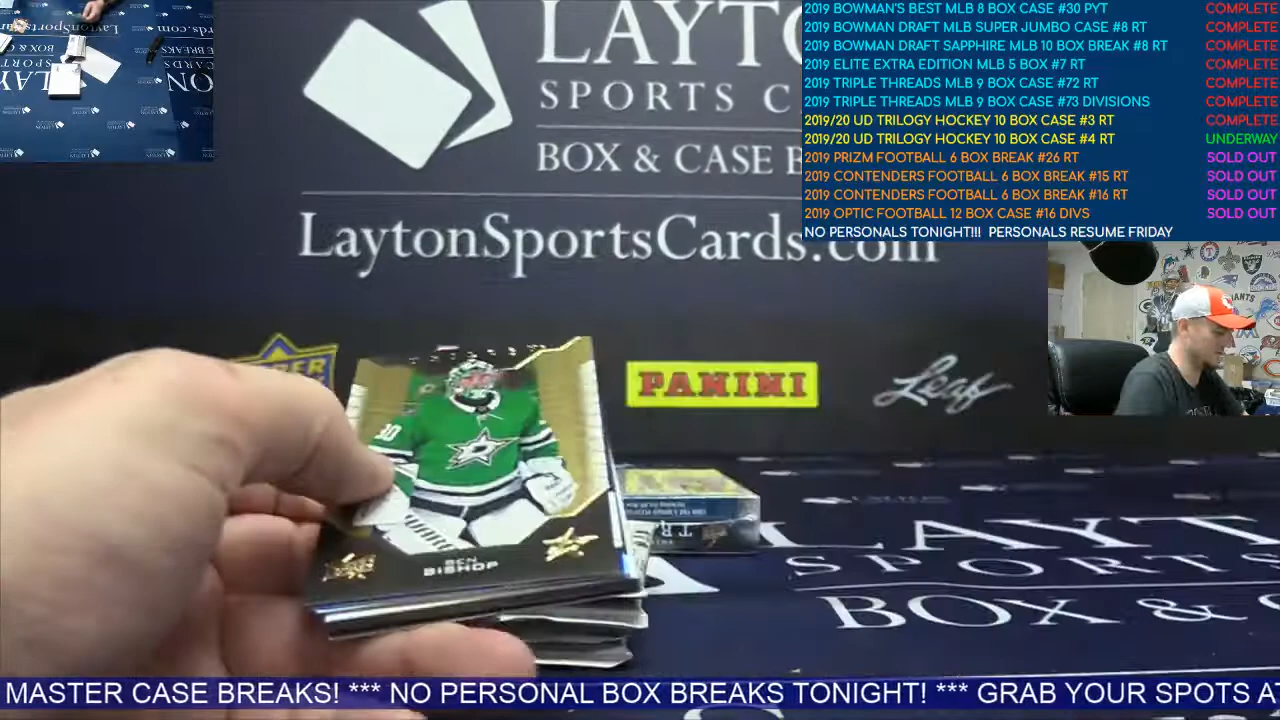 2019 BOWMAN'S BEST MLB 8 BOX CASE #30 PYT COMPLETE
2019 BOWMAN DRAFT MLB SUPER JUMBO CASE #8 RT COMPLETE
2019 BOWMAN DRAFT SAPPHIRE MLB 10 BOX BREAK #8 RT COMPLETE
2019 ELITE EXTRA EDITION MLB 5 BOX #7 RT COMPLETE
2019 TRIPLE THREADS MLB 9 BOX CASE #72 RT COMPLETE
2019 TRIPLE THREADS MLB 9 BOX CASE #73 DIVISIONS COMPLETE
2019/20 UD TRILOGY HOCKEY 10 BOX CASE #3 RT COMPLETE
2019/20 UD TRILOGY HOCKEY 10 BOX CASE #4 RT UNDERWAY
2019 PRIZM FOOTBALL 6 BOX BREAK #26 RT SOLD OUT
2019 CONTENDERS FOOTBALL 6 BOX BREAK #15 RT SOLD OUT
2019 CONTENDERS FOOTBALL 6 BOX BREAK #16 RT SOLD OUT
2019 OPTIC FOOTBALL 12 BOX CASE #16 DIVS SOLD OUT
NO PERSONALS TONIGHT!!! PERSONALS RESUME FRIDAY
LAYTO
SPORTS C
BOX & CASE B
LaytonSportsCards.com
PANINI
Leaf
30
BEN
BISHOP
LAYT
SPORTS
BOX &
MASTER CASE BREAKS! *** NO PERSONAL BOX BREAKS TONIGHT! *** GRAB YOUR SPOTS AT